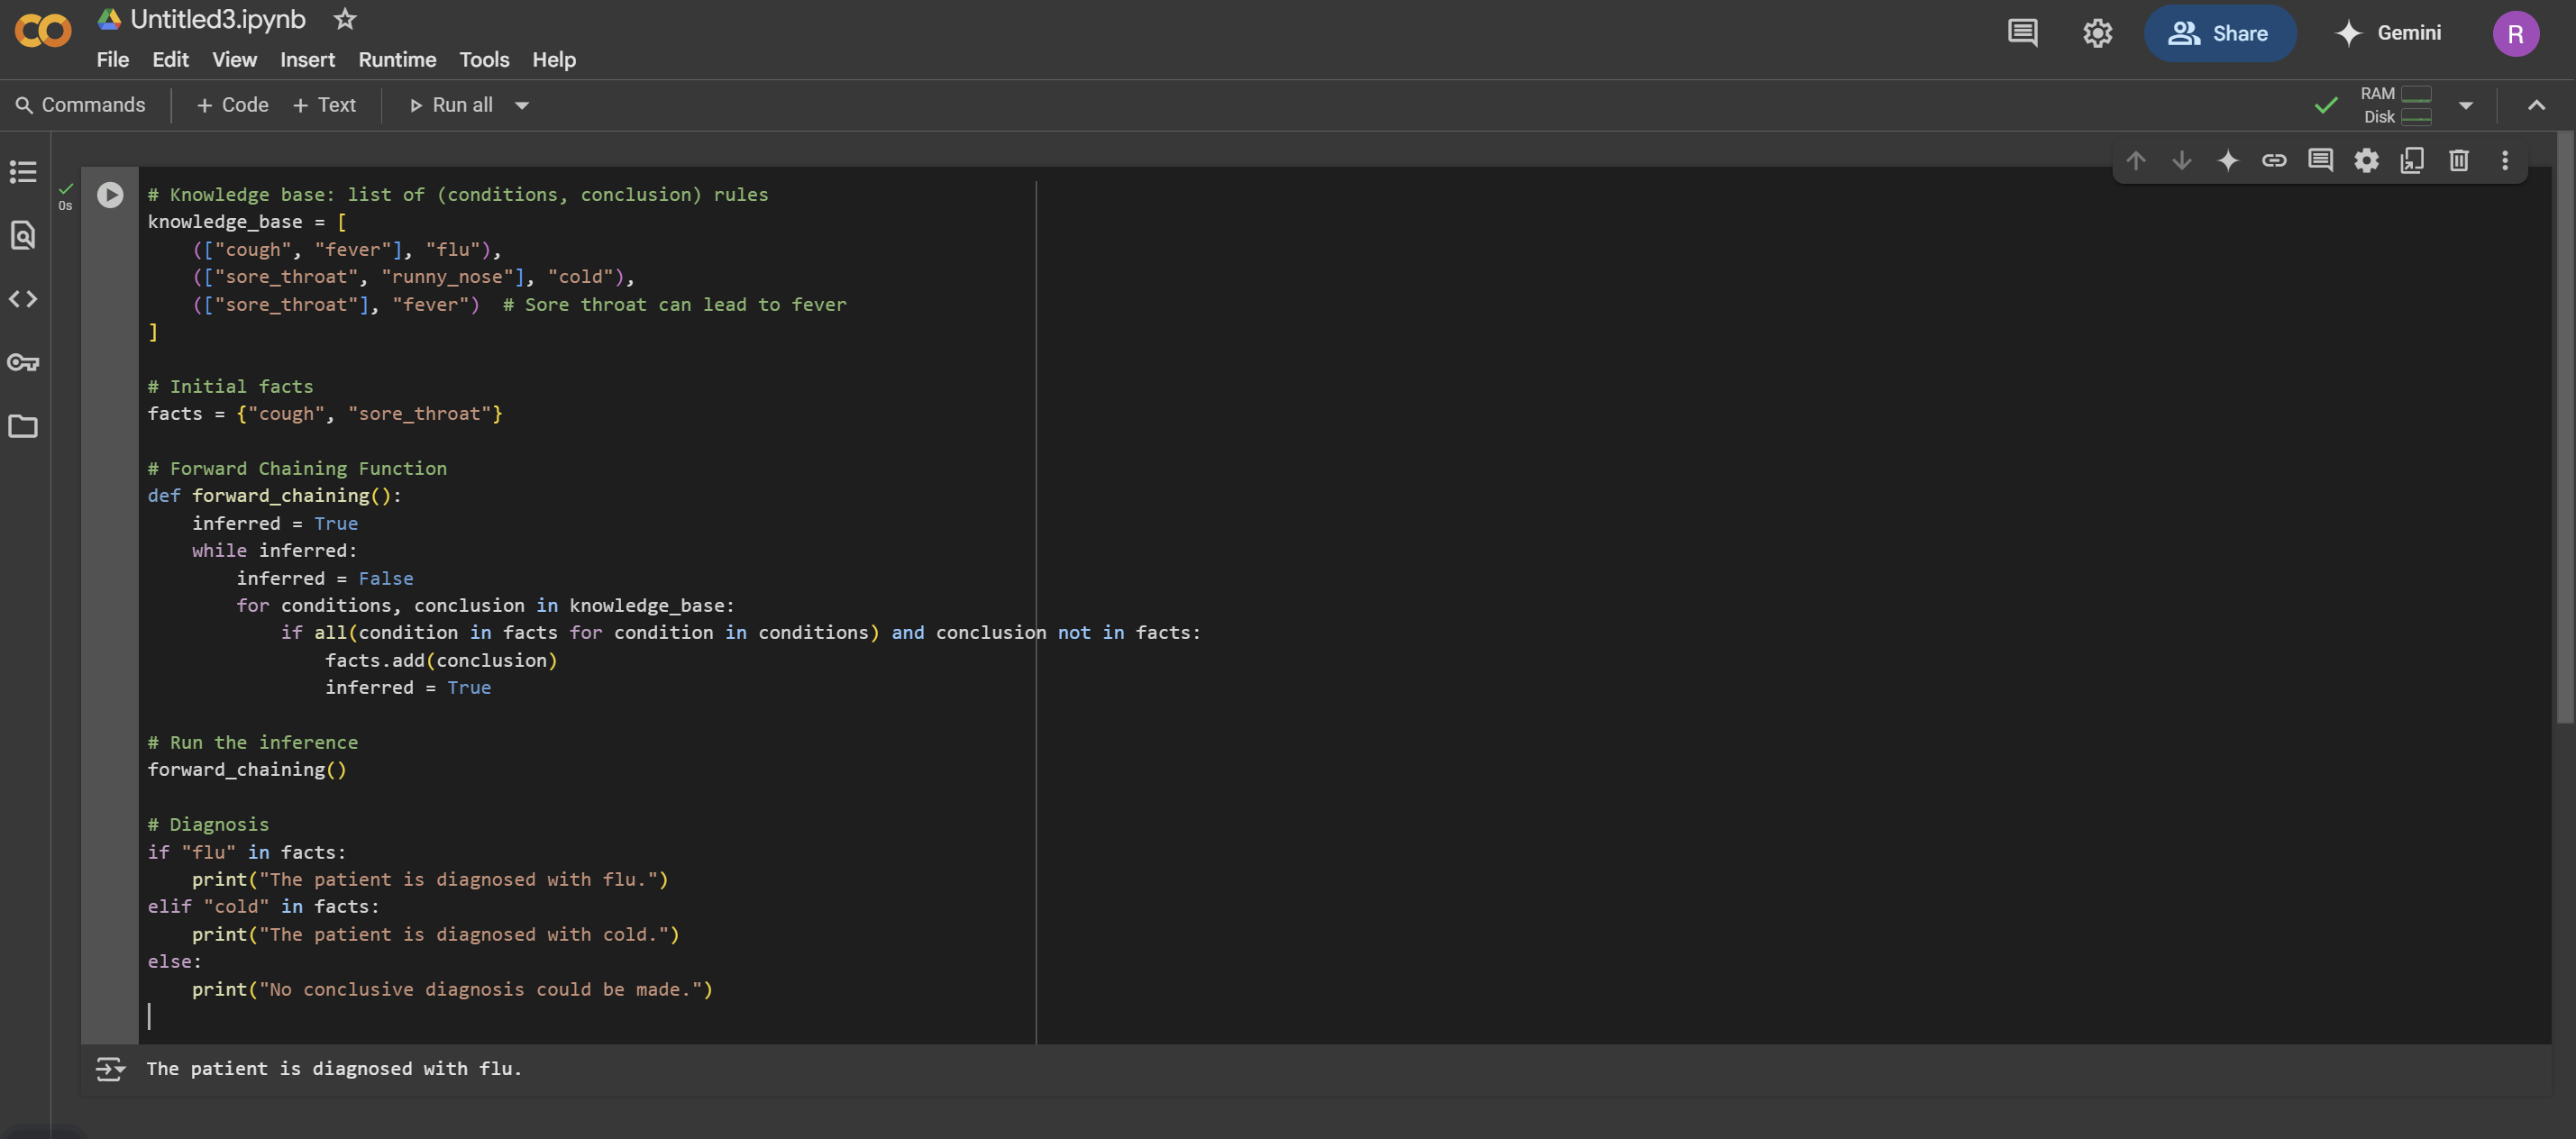 Untitled3.ipynb
File Edit View Insert Runtime Tools Help
Share
Gemini
R
Commands + Code + Text Run all
RAM
Disk
0s
# Knowledge base: list of (conditions, conclusion) rules
knowledge_base = [
    (["cough", "fever"], "flu"),
    (["sore_throat", "runny_nose"], "cold"),
    (["sore_throat"], "fever")  # Sore throat can lead to fever
]
# Initial facts
facts = {"cough", "sore_throat"}
# Forward Chaining Function
def forward_chaining():
    inferred = True
    while inferred:
        inferred = False
        for conditions, conclusion in knowledge_base:
            if all(condition in facts for condition in conditions) and conclusion not in facts:
                facts.add(conclusion)
                inferred = True
# Run the inference
forward_chaining()
# Diagnosis
if "flu" in facts:
    print("The patient is diagnosed with flu.")
elif "cold" in facts:
    print("The patient is diagnosed with cold.")
else:
    print("No conclusive diagnosis could be made.")
The patient is diagnosed with flu.